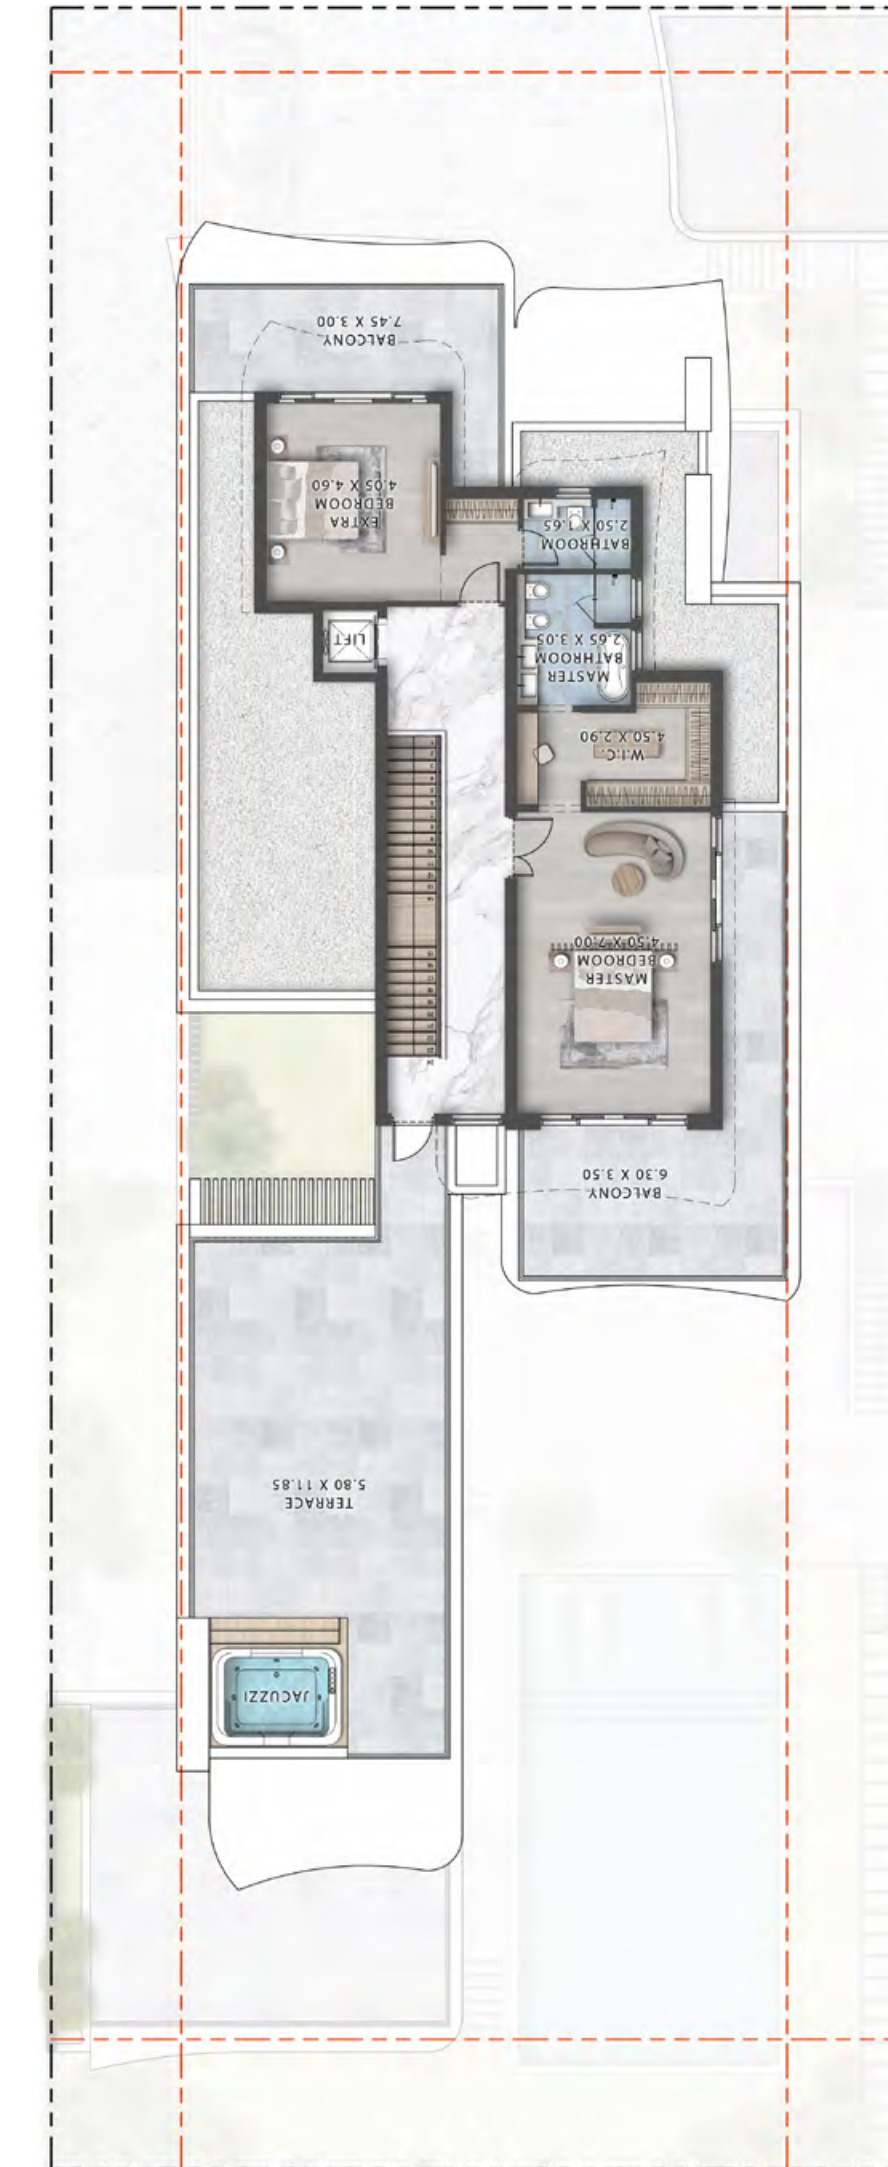 JACUZZI
TERRACE
5.80 X 11.85
BALCONY
6.30 X 3.50
MASTER
BEDROOM
4.50 X 7.00
W.I.C.
4.50 X 2.90
MASTER
BATHROOM
2.65 X 3.05
LIFT
BATHROOM
2.50 X 1.65
EXTRA
BEDROOM
4.05 X 4.60
BALCONY
7.45 X 3.00